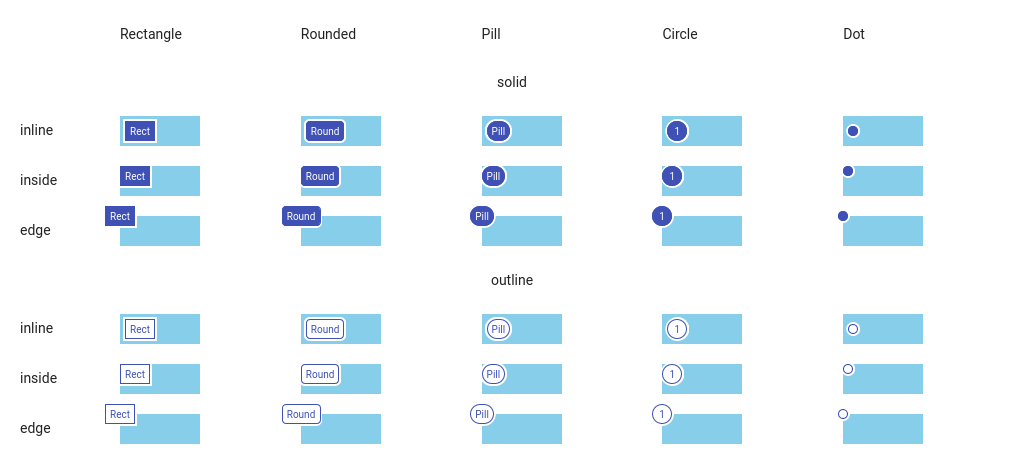 Rectangle Rounded Pill Circle Dot
solid
inline Rect Round Pill 1
inside Rect Round Pill 1
edge Rect Round Pill 1
outline
inline Rect Round Pill 1
inside Rect Round Pill 1
edge Rect Round Pill 1